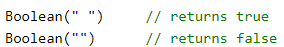 Boolean(" ")      // returns true
Boolean("")       // returns false